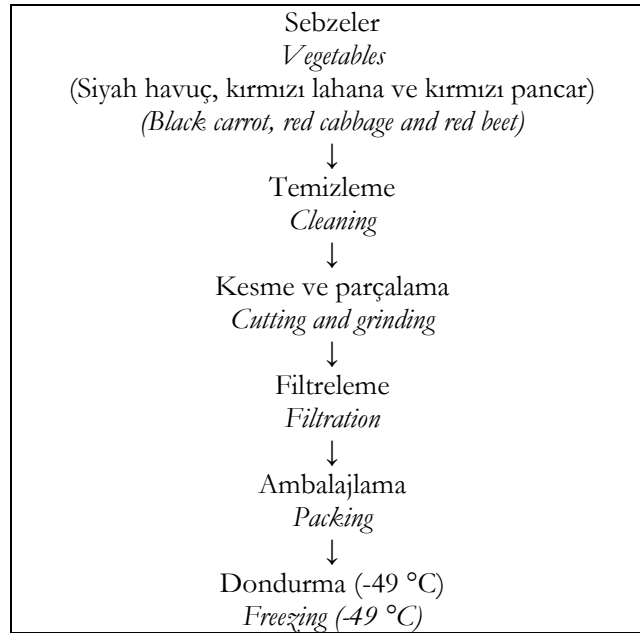 Sebzeler
Vegetables
(Siyah havuç, kırmızı lahana ve kırmızı pancar)
(Black carrot, red cabbage and red beet)
↓
Temizleme
Cleaning
↓
Kesme ve parçalama
Cutting and grinding
↓
Filtreleme
Filtration
↓
Ambalajlama
Packing
↓
Dondurma (-49 °C)
Freezing (-49 °C)